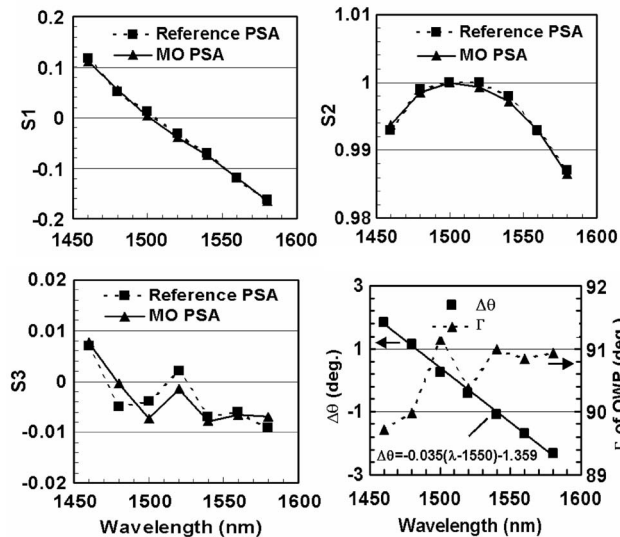 0.2
0.1
0
-0.1
-0.2
S1
Reference PSA
MO PSA
1450 1500 1550 1600
1.01
1
0.99
0.98
S2
Reference PSA
MO PSA
1450 1500 1550 1600
0.02
0.01
0
-0.01
-0.02
S3
Reference PSA
MO PSA
1450 1500 1550 1600
Wavelength (nm)
3
1
-1
-3
Δθ (deg.)
Δθ
Γ
Δθ=-0.035(λ-1550)-1.359
92
91
90
89
Γ of QWP (deg.)
1450 1500 1550 1600
Wavelength (nm)